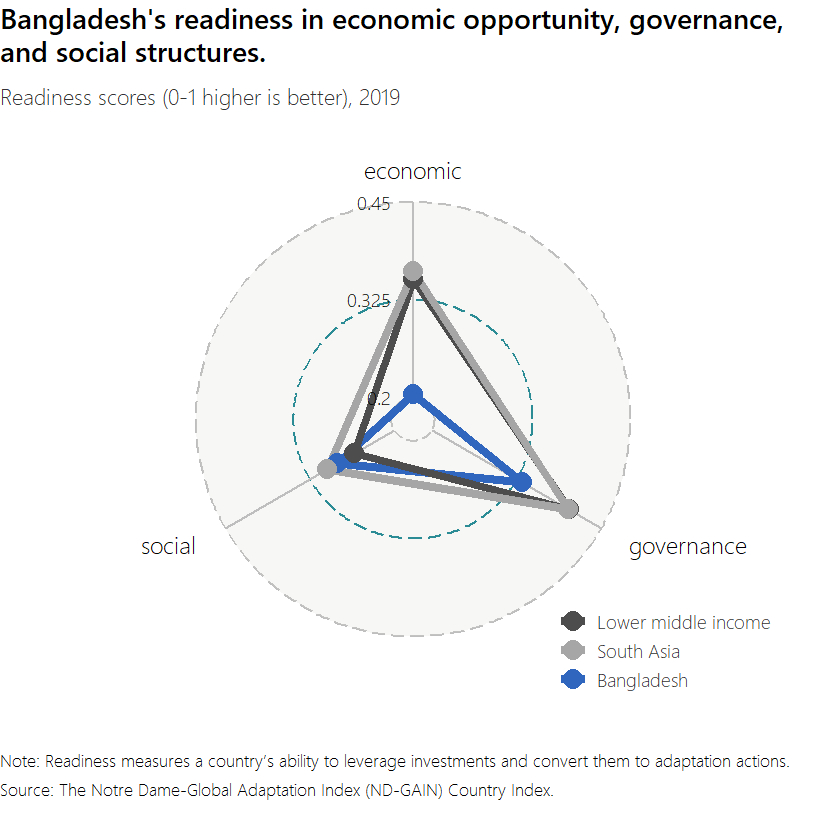 Bangladesh's readiness in economic opportunity, governance,
and social structures.
Readiness scores (0-1 higher is better), 2019
economic
0.45
0.325
0.2
social
governance
Lower middle income
South Asia
Bangladesh
Note: Readiness measures a country’s ability to leverage investments and convert them to adaptation actions.
Source: The Notre Dame-Global Adaptation Index (ND-GAIN) Country Index.